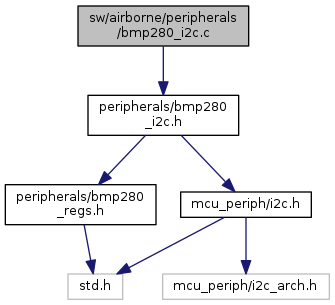 sw/airborne/peripherals
/bmp280_i2c.c
peripherals/bmp280
_i2c.h
peripherals/bmp280
_regs.h
mcu_periph/i2c.h
std.h
mcu_periph/i2c_arch.h